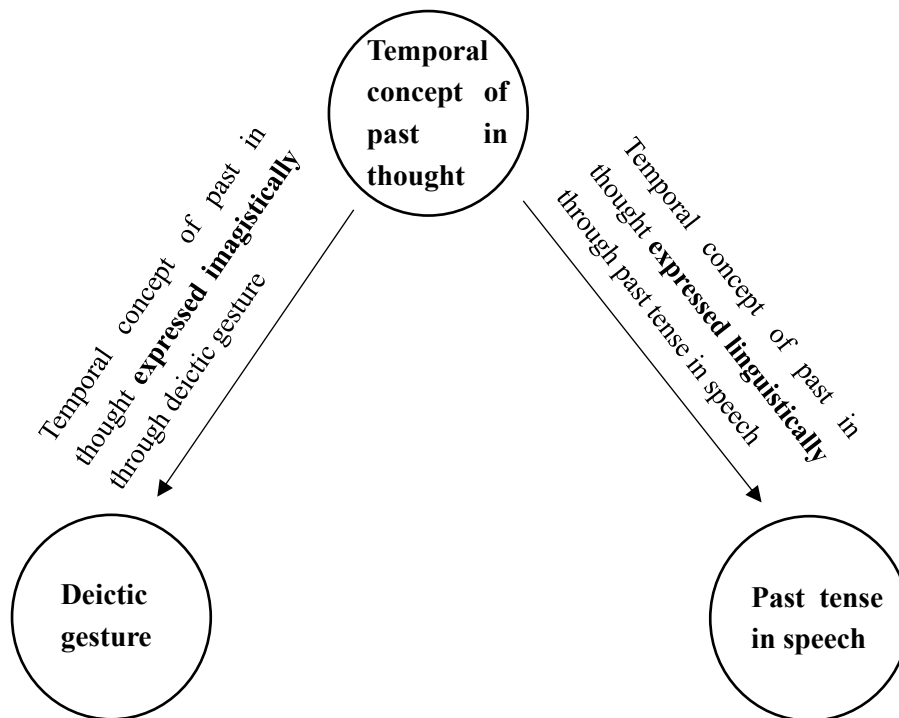 Temporal
concept of
past in
thought
Temporal concept of past in
thought expressed imagistically
through deictic gesture
Temporal concept of past in
thought expressed linguistically
through past tense in speech
Deictic
gesture
Past tense
in speech